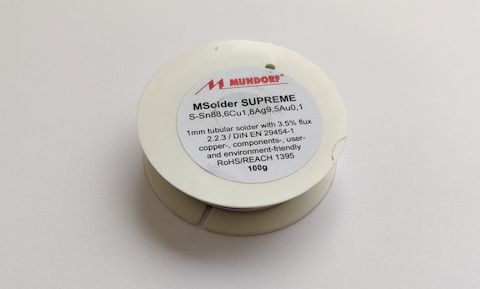 MUNDORF®
MSolder SUPREME
S-Sn88,6Cu1,8Ag9,5Au0,1
1mm tubular solder with 3.5% flux
2.2.3 / DIN EN 29454-1
copper-, components-, user-
and environment-friendly
RoHS/REACH 1395
100g